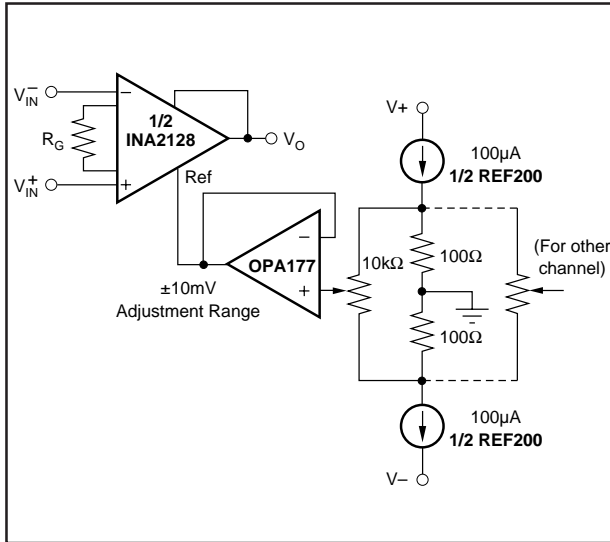 V−IN
−
1/2
INA2128
RG
VO
V+IN
+
Ref
V+
100µA
1/2 REF200
−
OPA177
+
10kΩ
100Ω
(For other
channel)
±10mV
Adjustment Range
100Ω
100µA
1/2 REF200
V–